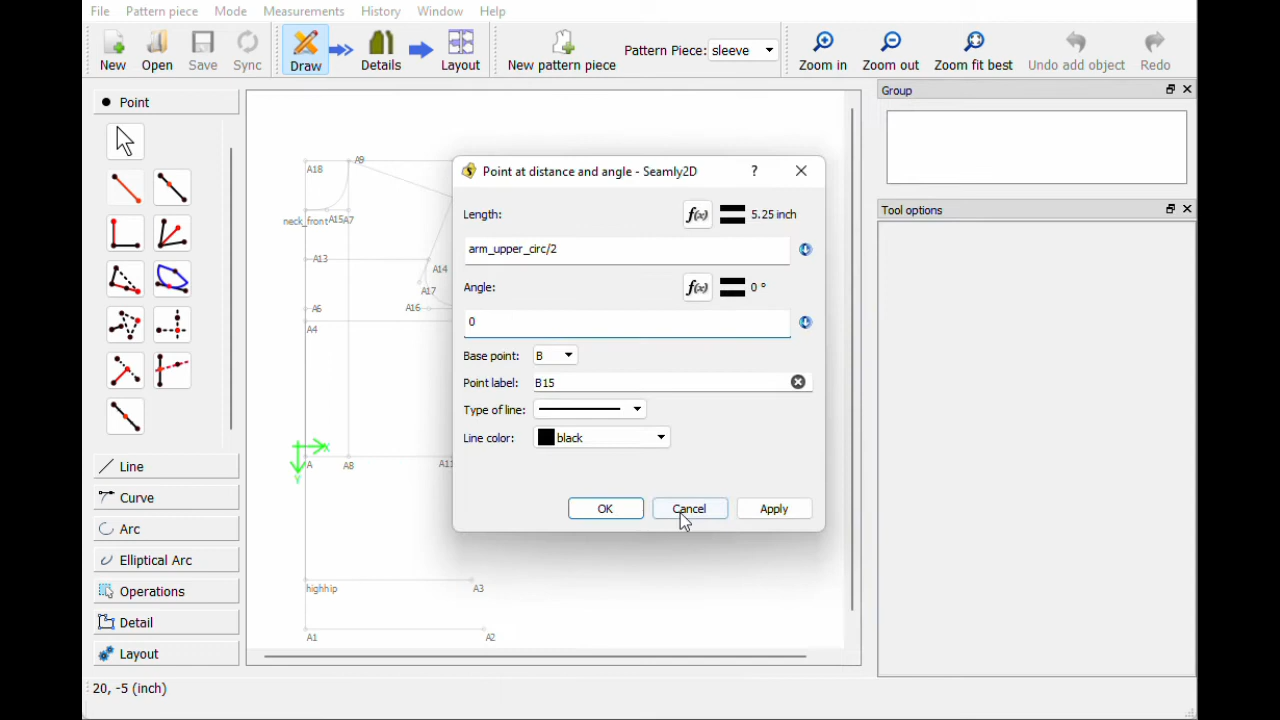 File Pattern piece Mode Measurements History Window Help
New Open Save Sync Draw Details Layout New pattern piece Pattern Piece: sleeve Zoom in Zoom out Zoom fit best Undo add object Redo
Point
Line
Curve
Arc
Elliptical Arc
Operations
Detail
Layout
A18
A9
neck_front
A15
A7
A13
A14
A17
A6
A16
A4
X
Y
A
A8
A11
highhip
A3
A1
A2
Point at distance and angle - Seamly2D
?
Length:
f(x)
5.25 inch
arm_upper_circ/2
Angle:
f(x)
0 °
0
Base point: B
Point label: B15
Type of line:
Line color: black
OK Cancel Apply
Group
Tool options
20, -5 (inch)